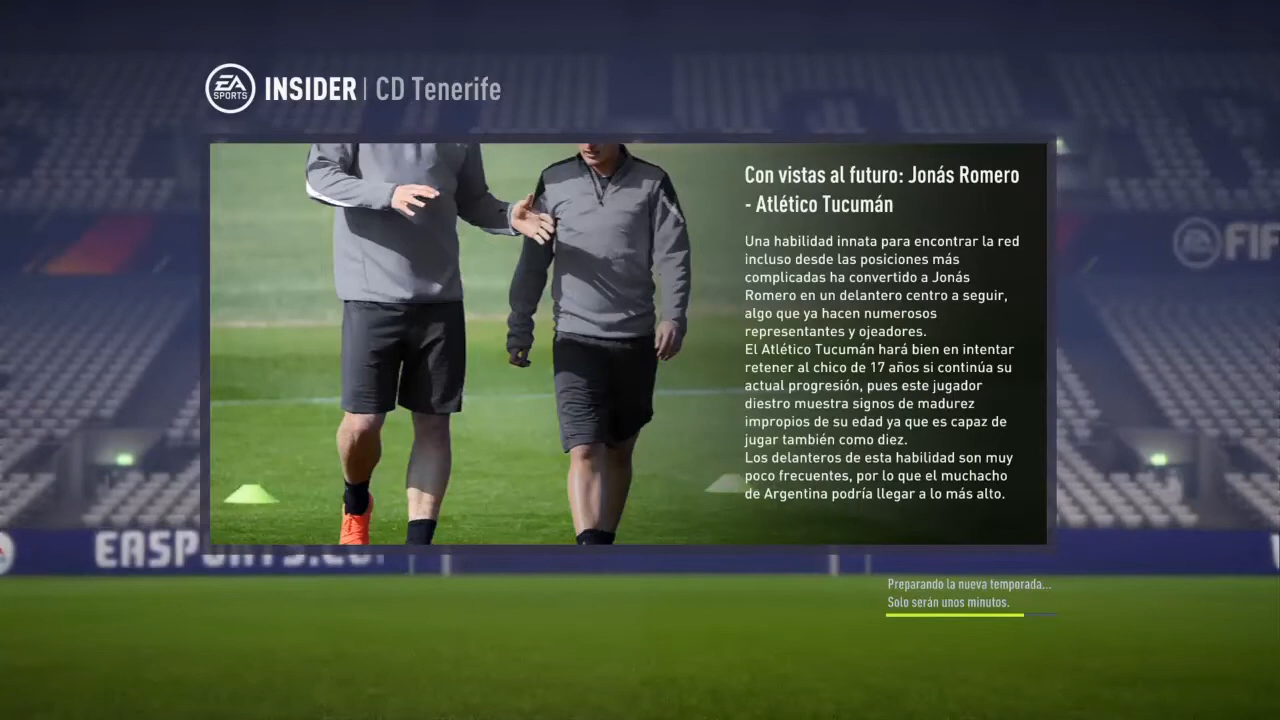 EA
SPORTS
INSIDER | CD Tenerife
Con vistas al futuro: Jonás Romero
- Atlético Tucumán
Una habilidad innata para encontrar la red
incluso desde las posiciones más
complicadas ha convertido a Jonás
Romero en un delantero centro a seguir,
algo que ya hacen numerosos
representantes y ojeadores.
El Atlético Tucumán hará bien en intentar
retener al chico de 17 años si continúa su
actual progresión, pues este jugador
diestro muestra signos de madurez
impropios de su edad ya que es capaz de
jugar también como diez.
Los delanteros de esta habilidad son muy
poco frecuentes, por lo que el muchacho
de Argentina podría llegar a lo más alto.
FIF
EASPORTS.CO
Preparando la nueva temporada...
Solo serán unos minutos.